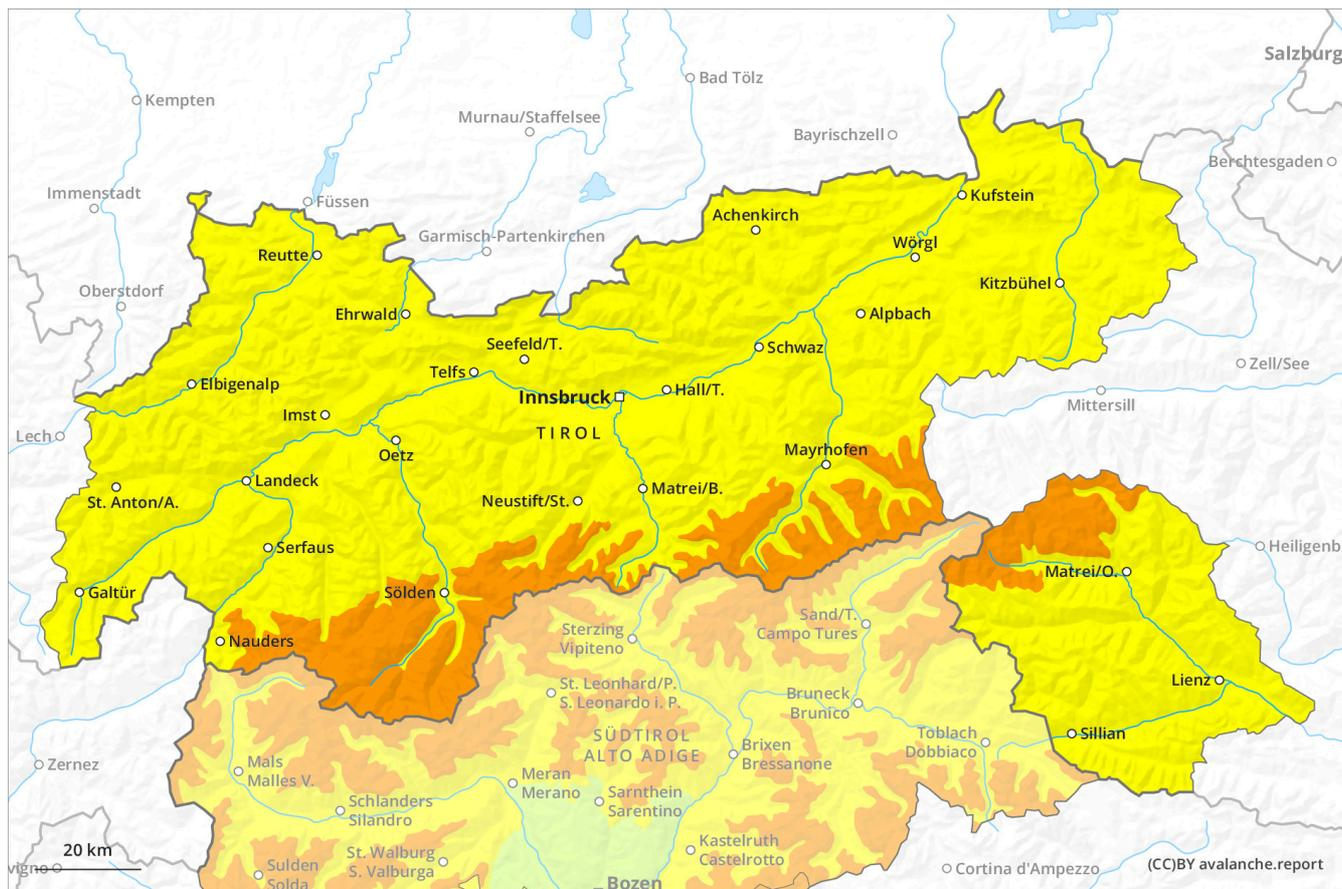 Salzburg
Bad Tölz
Kempten
Murnau/Staffelsee
Bayrischzell
Berchtesgaden
Immenstadt
Füssen
Kufstein
Achenkirch
Garmisch-Partenkirchen
Wörgl
Reutte
Kitzbühel
Oberstdorf
Ehrwald
Alpbach
Seefeld/T.
Schwaz
Zell/See
Telfs
Elbigenalp
Hall/T.
Innsbruck
Mittersill
Imst
TIROL
Lech
Mayrhofen
Oetz
Landeck
Matrei/B.
St. Anton/A.
Neustift/St.
Serfaus
Heiligenb
Matrei/O.
Galtür
Sölden
Sand/T.
Campo Tures
Sterzing
Vipiteno
Nauders
Lienz
St. Leonhard/P.
S. Leonardo i. P.
Bruneck
Brunico
Sillian
Toblach
Dobbiaco
SÜDTIROL
ALTO ADIGE
Brixen
Bressanone
Zernez
Mals
Malles V.
Meran
Merano
Sarnthein
Sarentino
Schlanders
Silandro
Kastelruth
Castelrotto
20 km
St. Walburg
S. Valburga
vigno
Sulden
Solda
Cortina d'Ampezzo
(CC)BY avalanche.report
Bozen